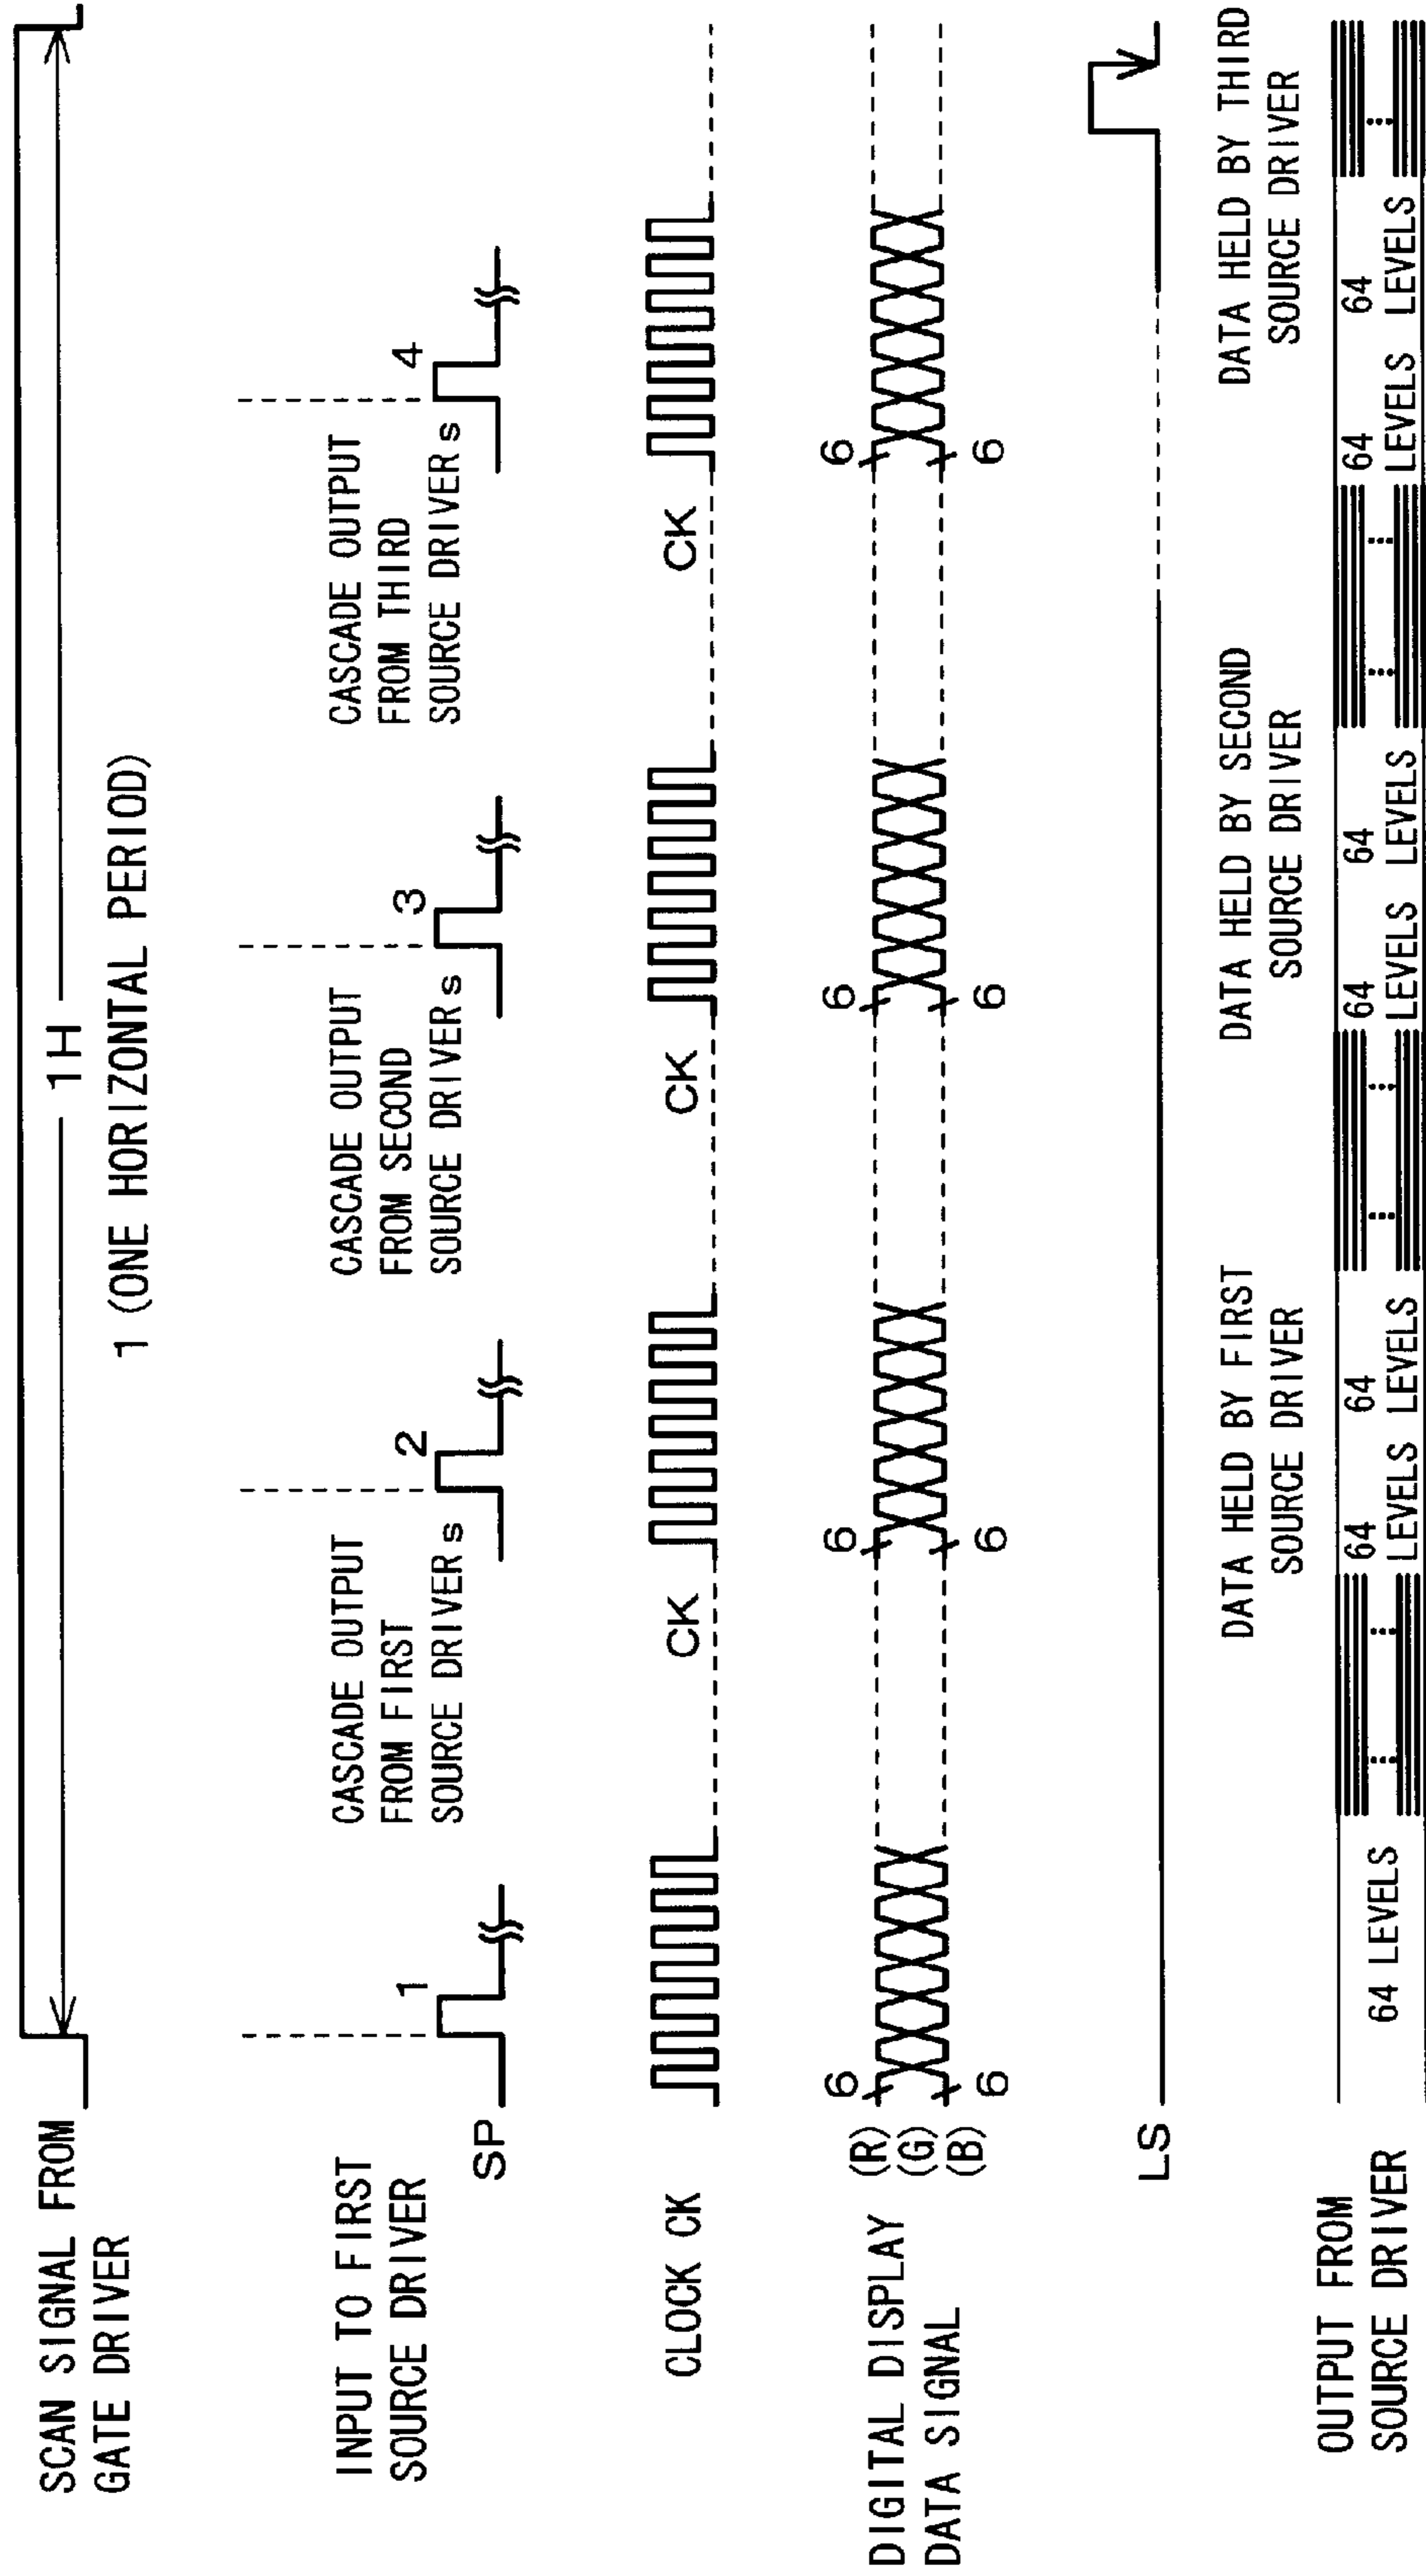 SCAN SIGNAL FROM
GATE DRIVER
1H
1 (ONE HORIZONTAL PERIOD)
INPUT TO FIRST
SOURCE DRIVER
SP
1
CASCADE OUTPUT
FROM FIRST
SOURCE DRIVER s
2
CASCADE OUTPUT
FROM SECOND
SOURCE DRIVER s
3
CASCADE OUTPUT
FROM THIRD
SOURCE DRIVER s
4
CLOCK CK
CK
CK
CK
DIGITAL DISPLAY
DATA SIGNAL
(R)
(G)
(B)
6
6
6
6
6
6
6
6
LS
DATA HELD BY FIRST
SOURCE DRIVER
DATA HELD BY SECOND
SOURCE DRIVER
DATA HELD BY THIRD
SOURCE DRIVER
OUTPUT FROM
SOURCE DRIVER
64 LEVELS
64
LEVELS
64
LEVELS
64
LEVELS
64
LEVELS
64
LEVELS
64
LEVELS